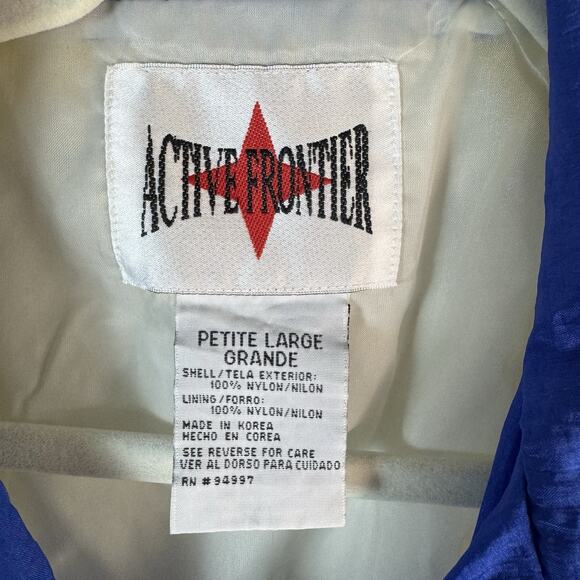 ACTIVE FRONTIER
PETITE LARGE
GRANDE
SHELL/TELA EXTERIOR:
100% NYLON/NILON
LINING/FORRO:
100% NYLON/NILON
MADE IN KOREA
HECHO EN COREA
SEE REVERSE FOR CARE
VER AL DORSO PARA CUIDADO
RN #94997